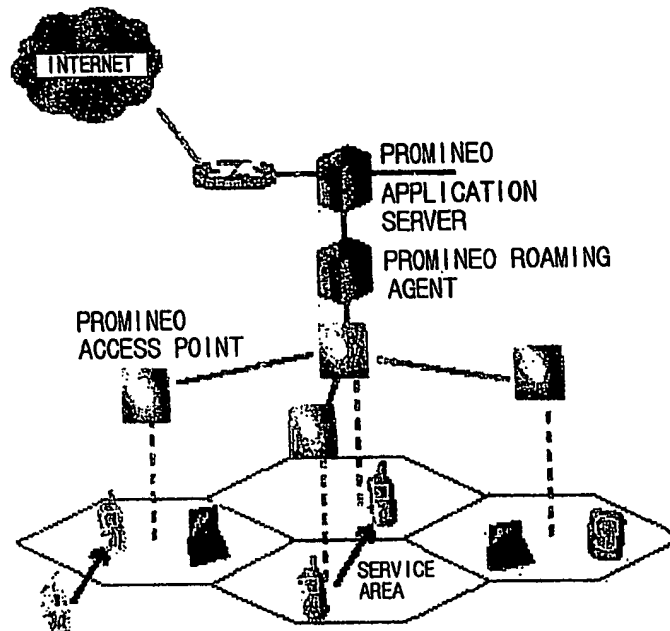 INTERNET
PROMINEO
APPLICATION
SERVER
PROMINEO ROAMING
AGENT
PROMINEO
ACCESS POINT
SERVICE
AREA